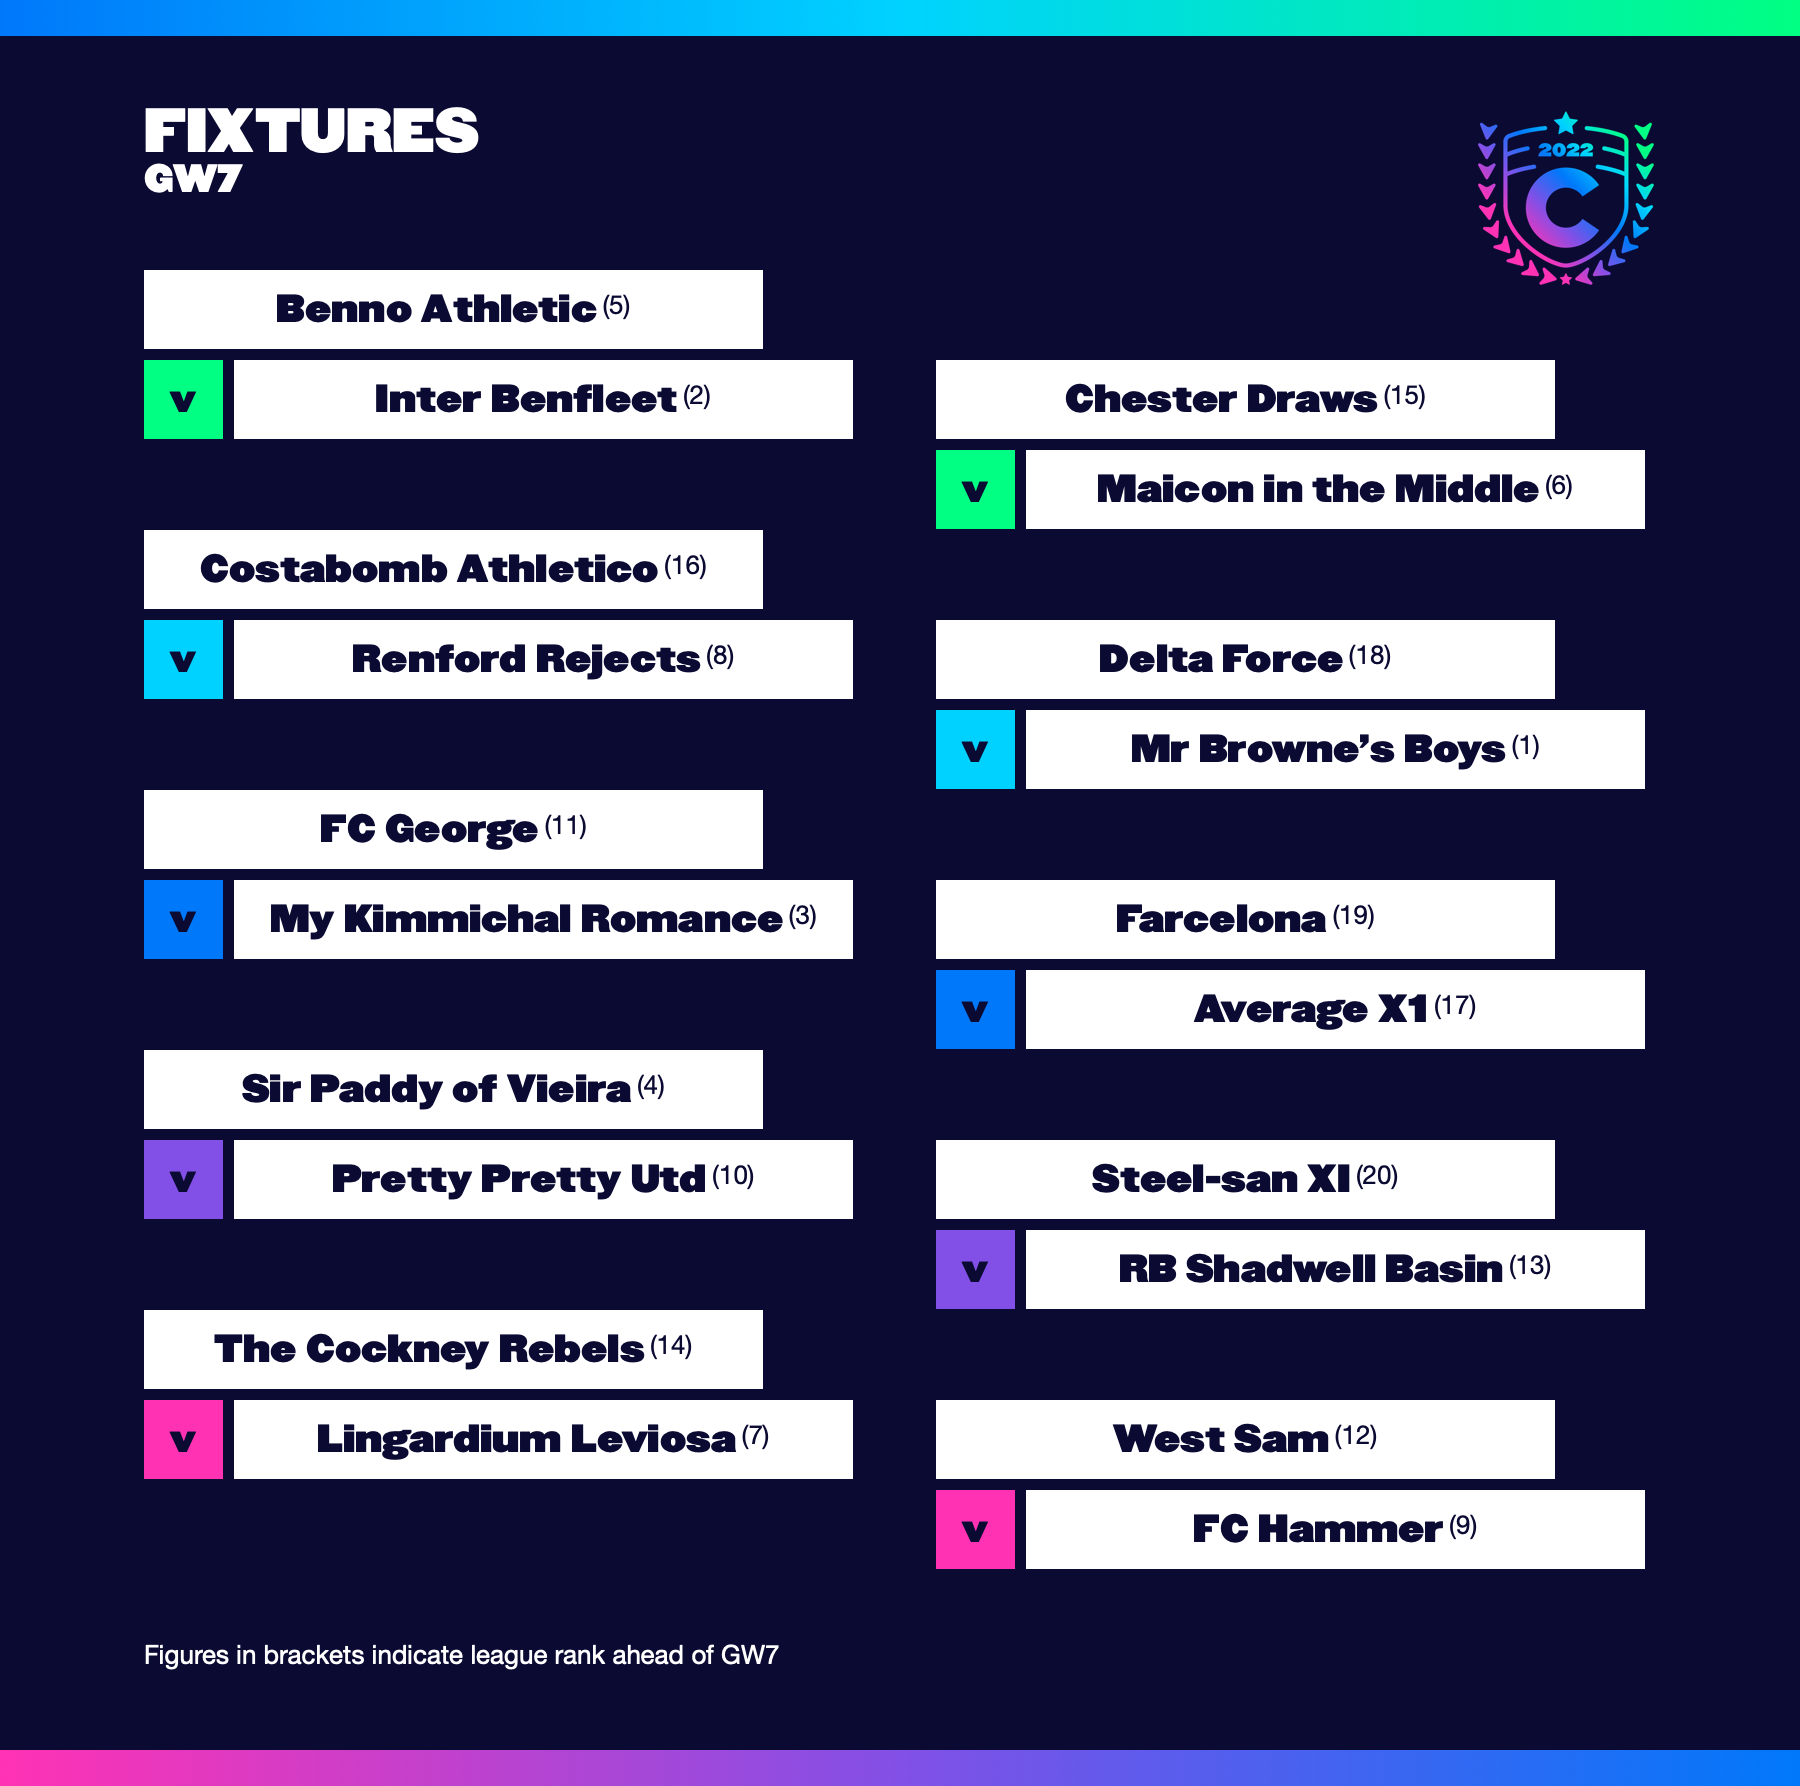 FIXTURES
GW7
2022
C
Benno Athletic (5)
v Inter Benfleet (2)
Chester Draws (15)
v Maicon in the Middle (6)
Costabomb Athletico (16)
v Renford Rejects (8)
Delta Force (18)
v Mr Browne’s Boys (1)
FC George (11)
v My Kimmichal Romance (3)
Farcelona (19)
v Average X1 (17)
Sir Paddy of Vieira (4)
v Pretty Pretty Utd (10)
Steel-san XI (20)
v RB Shadwell Basin (13)
The Cockney Rebels (14)
v Lingardium Leviosa (7)
West Sam (12)
v FC Hammer (9)
Figures in brackets indicate league rank ahead of GW7